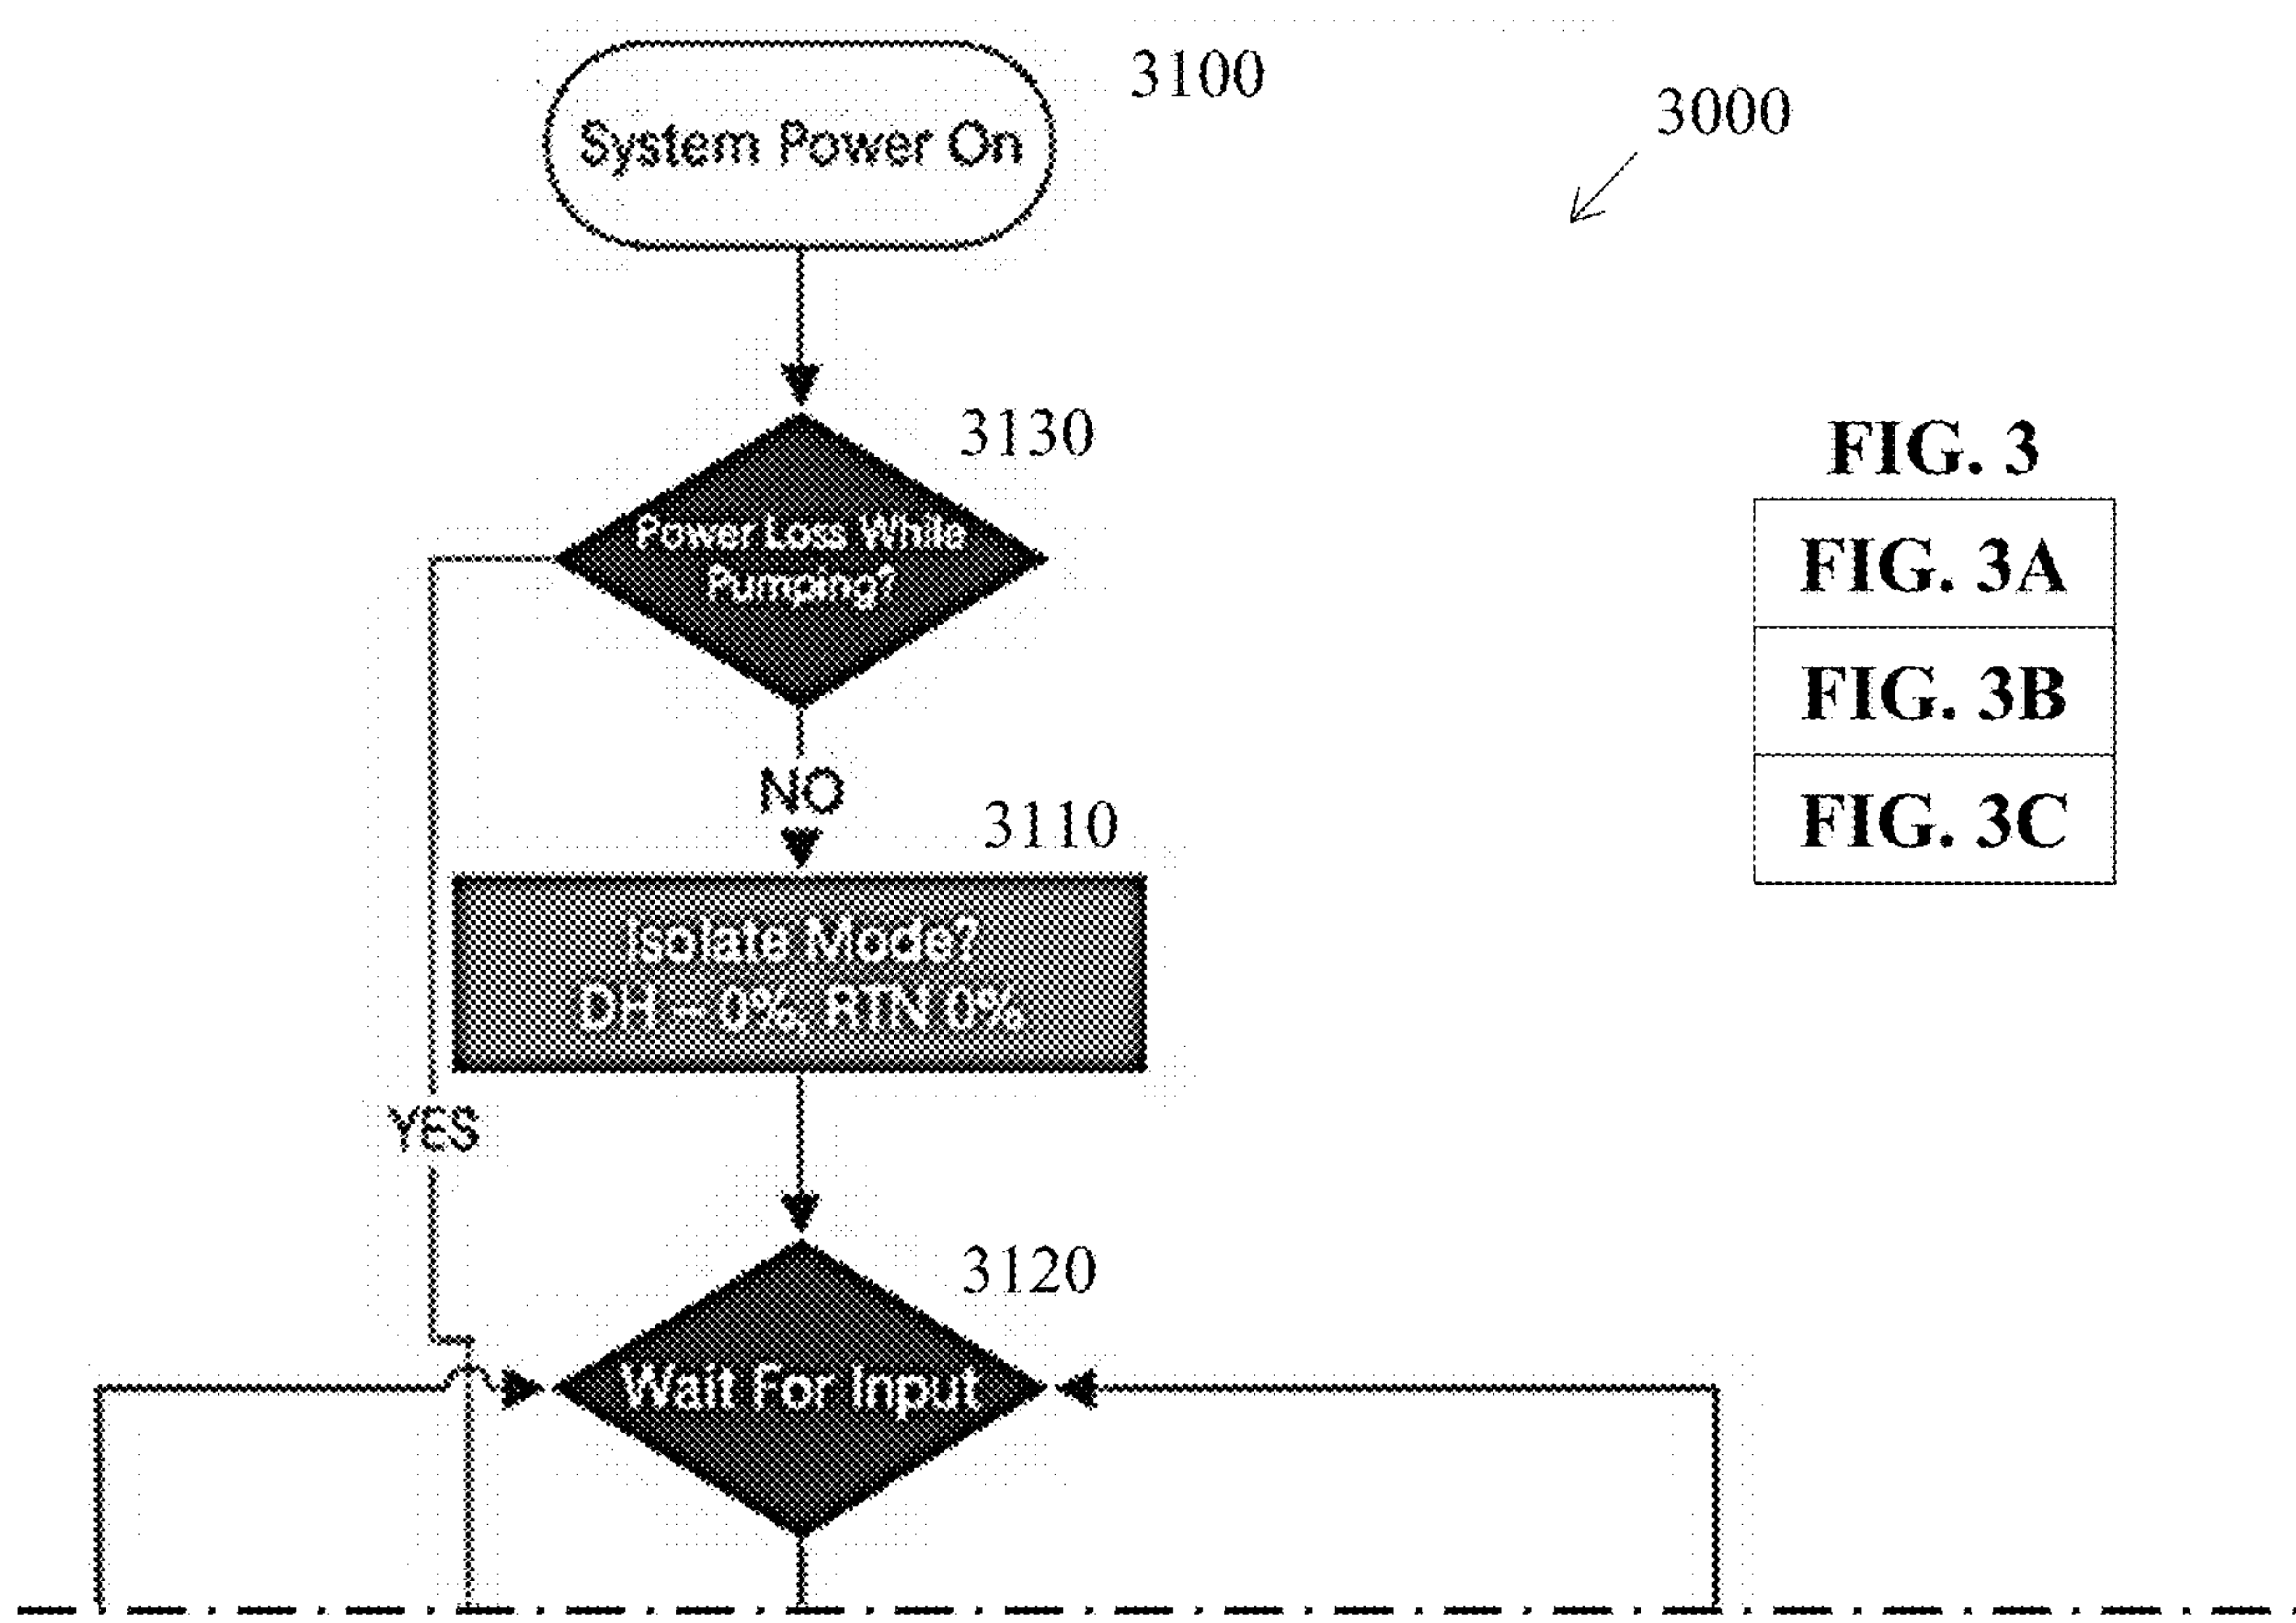 3100
System Power On
3000
3130
Power Loss While
Pumping?
FIG. 3
FIG. 3A
FIG. 3B
FIG. 3C
NO
3110
Isolate Mode?
DH – 0%, RTN 0%
YES
3120
Wait For Input